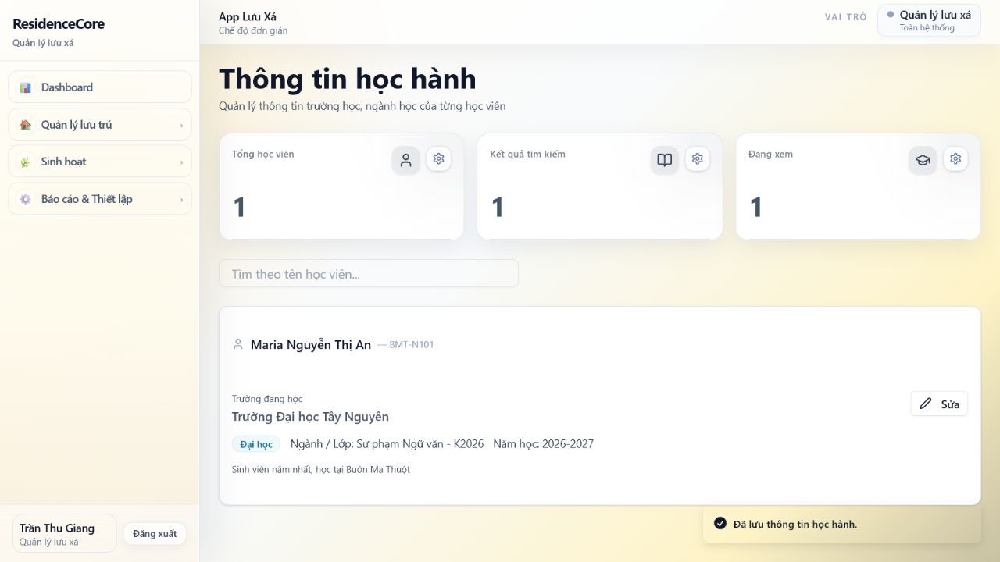 ResidenceCore
Quản lý lưu xá
Dashboard
Quản lý lưu trú
Sinh hoạt
Báo cáo & Thiết lập
Trần Thu Giang
Quản lý lưu xá
Đăng xuất
App Lưu Xá
Chế độ đơn giản
VAI TRÒ
Quản lý lưu xá
Toàn hệ thống
Thông tin học hành
Quản lý thông tin trường học, ngành học của từng học viên
Tổng học viên
1
Kết quả tìm kiếm
1
Đang xem
1
Tìm theo tên học viên...
Maria Nguyễn Thị An — BMT-N101
Trường đang học
Trường Đại học Tây Nguyên
Sửa
Đại học Ngành / Lớp: Sư phạm Ngữ văn - K2026 Năm học: 2026-2027
Sinh viên năm nhất, học tại Buôn Ma Thuột
Đã lưu thông tin học hành.